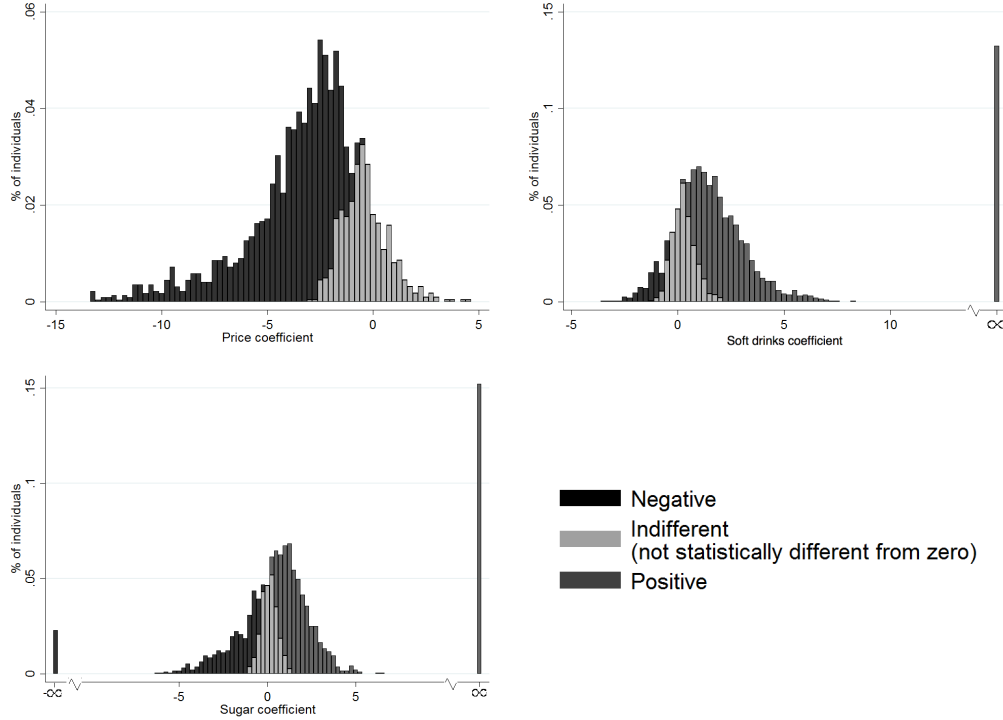 .06
.04
.02
0
% of individuals
-15
-10
-5
0
5
Price coefficient
.15
.1
.05
0
% of individuals
-5
0
5
10
∞
Soft drinks coefficient
.15
.1
.05
0
% of individuals
-∞
-5
0
5
∞
Sugar coefficient
Negative
Indifferent
(not statistically different from zero)
Positive